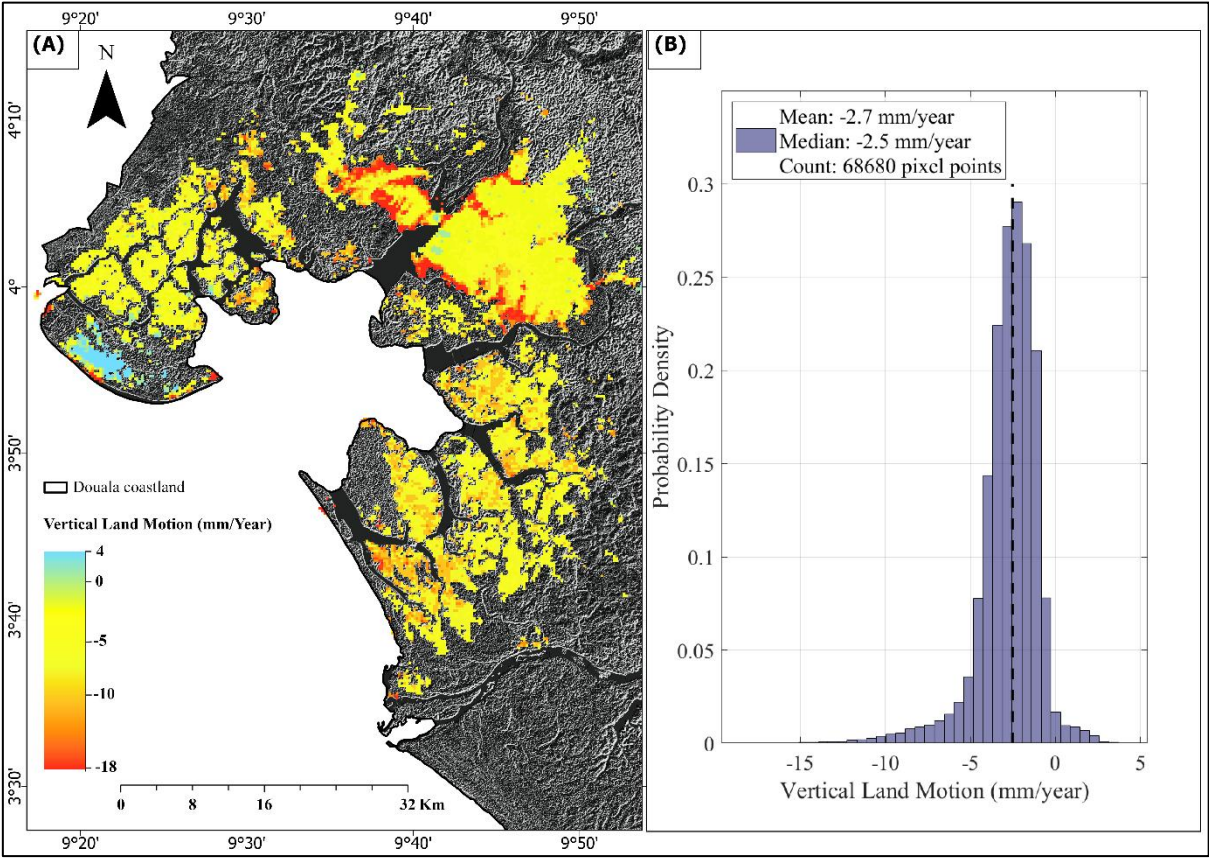 (A)
(B)
9°20'
9°30'
9°40'
9°50'
N
4°10'
4°
3°50'
3°40'
3°30'
Douala coastland
Vertical Land Motion (mm/Year)
4
0
-5
-10
-18
0 8 16 32 Km
9°20'
9°30'
9°40'
9°50'
Mean: -2.7 mm/year
Median: -2.5 mm/year
Count: 68680 pixel points
0.3
0.25
0.2
0.15
0.1
0.05
0
Probability Density
-15
-10
-5
0
5
Vertical Land Motion (mm/year)